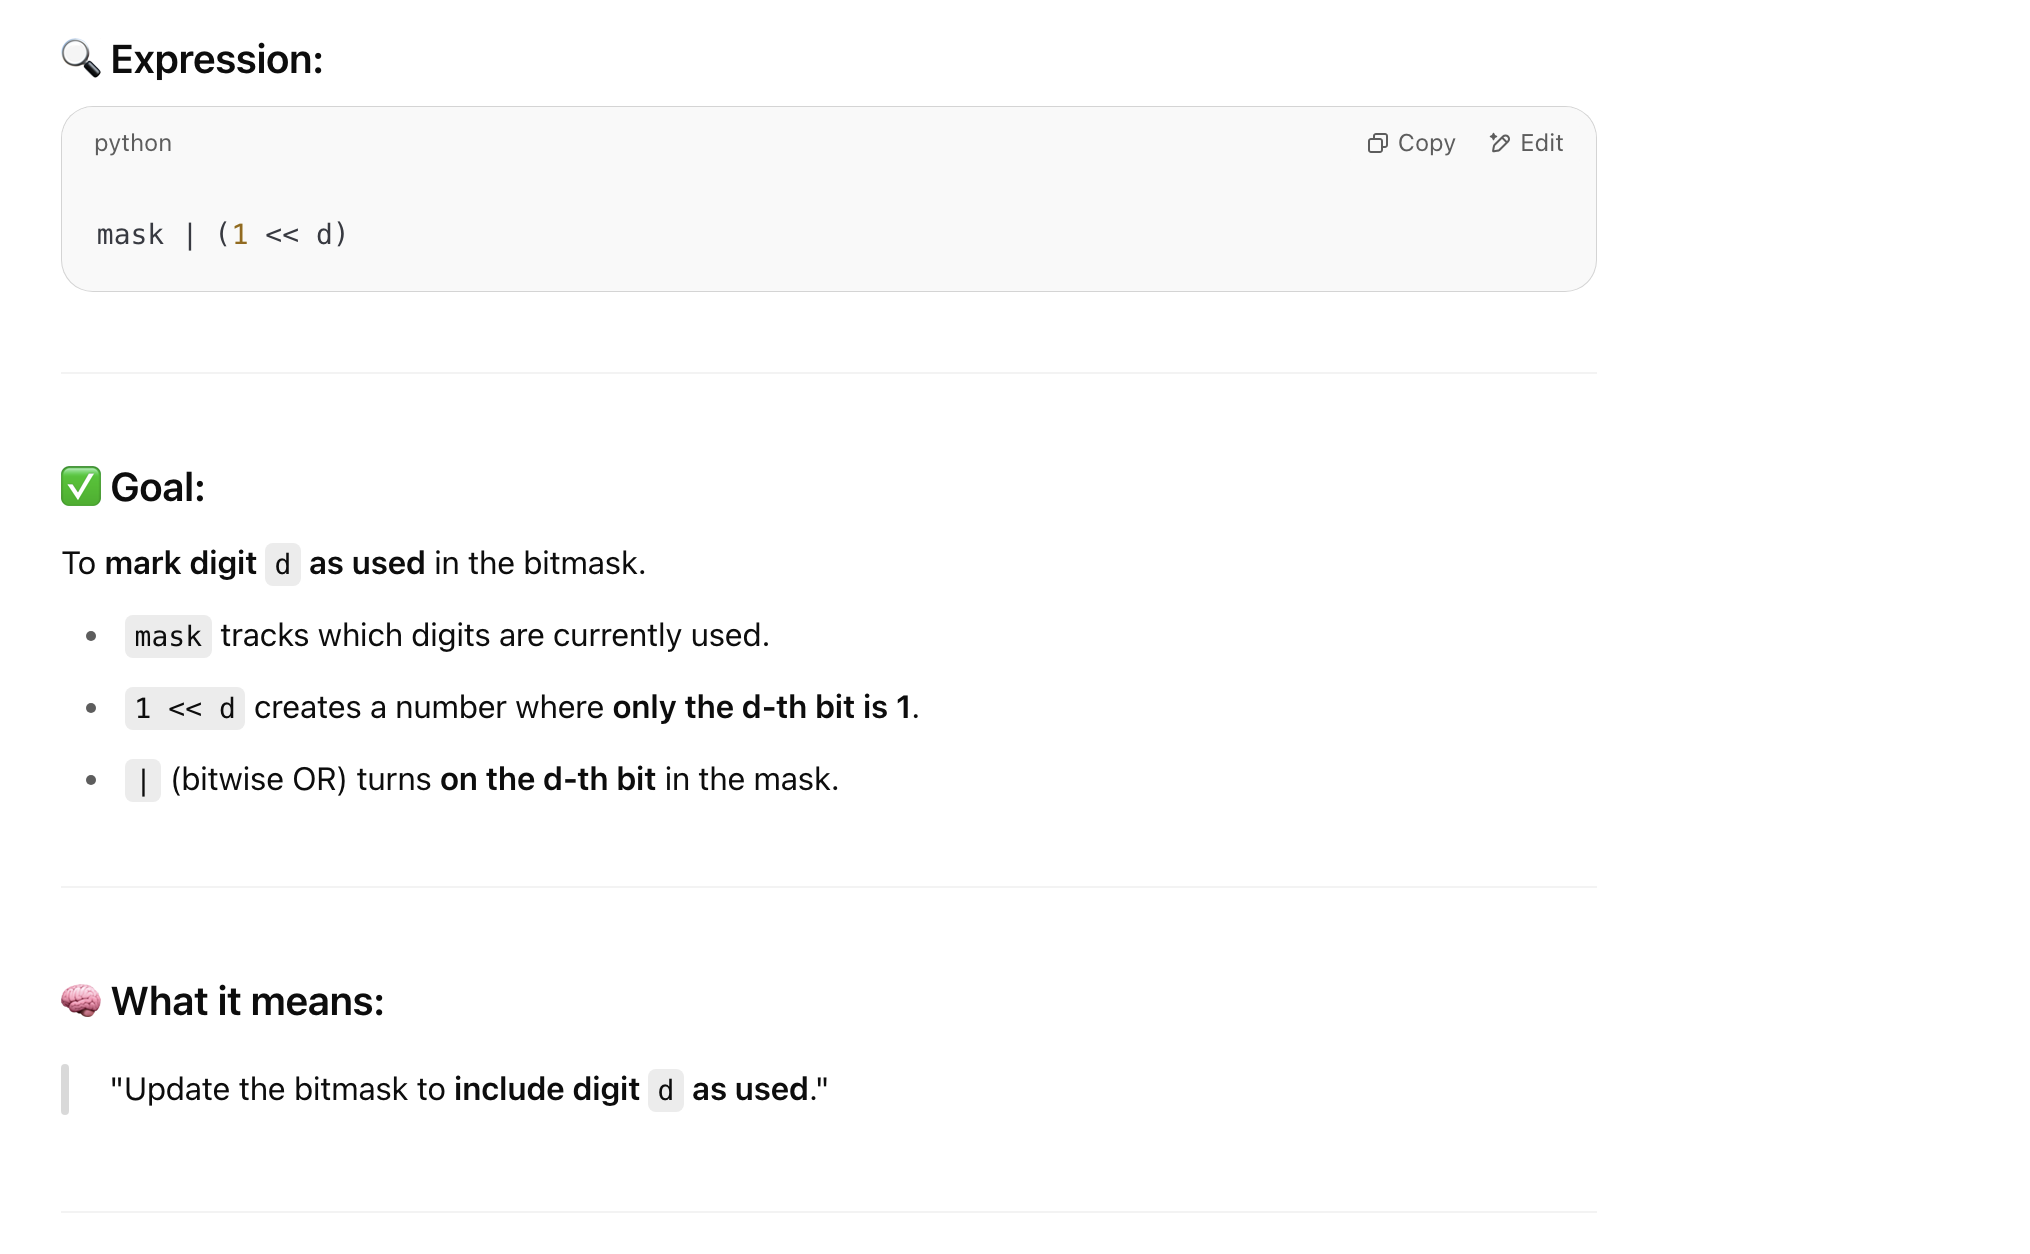 🔍 Expression:
python
Copy
Edit
mask | (1 << d)
✅ Goal:
To mark digit d as used in the bitmask.
• mask tracks which digits are currently used.
• 1 << d creates a number where only the d-th bit is 1.
• | (bitwise OR) turns on the d-th bit in the mask.
🧠 What it means:
"Update the bitmask to include digit d as used."